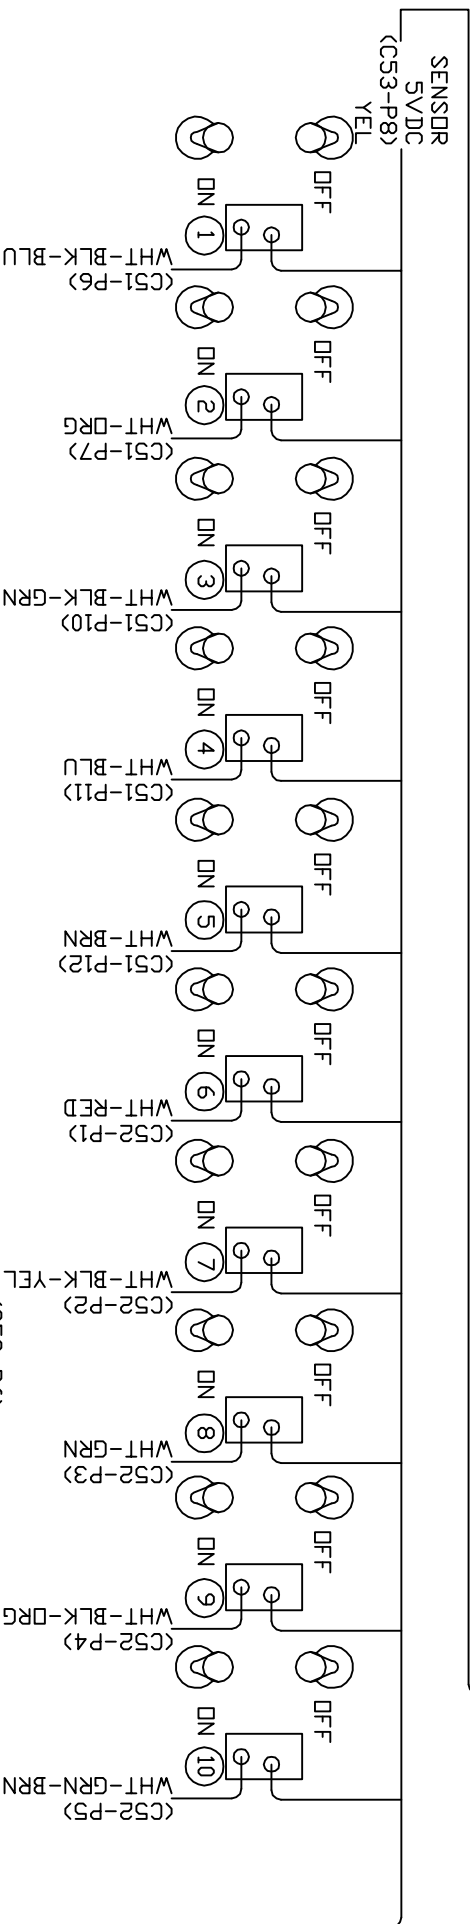 SENSOR
5VDC
(C53-P8)
YEL
OFF
ON
1
WHT-BLK-BLU
(C51-P6)
OFF
ON
2
WHT-ORG
(C51-P7)
OFF
ON
3
WHT-BLK-GRN
(C51-P10)
OFF
ON
4
WHT-BLU
(C51-P11)
OFF
ON
5
WHT-BRN
(C51-P12)
OFF
ON
6
WHT-RED
(C52-P1)
OFF
ON
7
WHT-BLK-YEL
(C52-P2)
OFF
ON
8
WHT-GRN
(C52-P3)
OFF
ON
9
WHT-BLK-ORG
(C52-P4)
OFF
ON
10
WHT-GRN-BRN
(C52-P5)